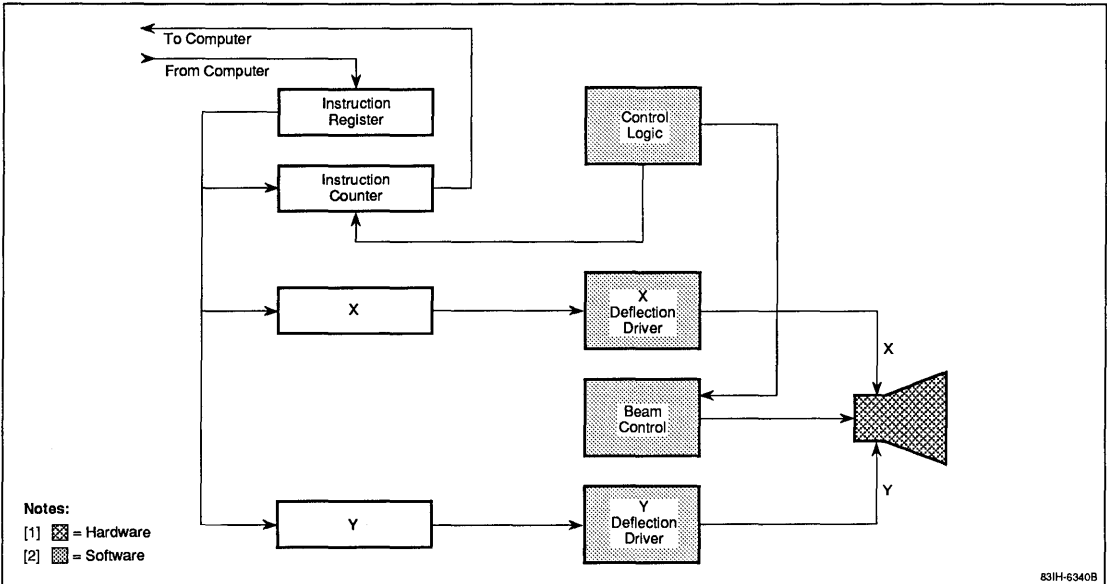 To Computer
From Computer
Instruction
Register
Control
Logic
Instruction
Counter
X
X
Deflection
Driver
X
Beam
Control
Y
Y
Deflection
Driver
Y
Notes:
[1] = Hardware
[2] = Software
83IH-6340B